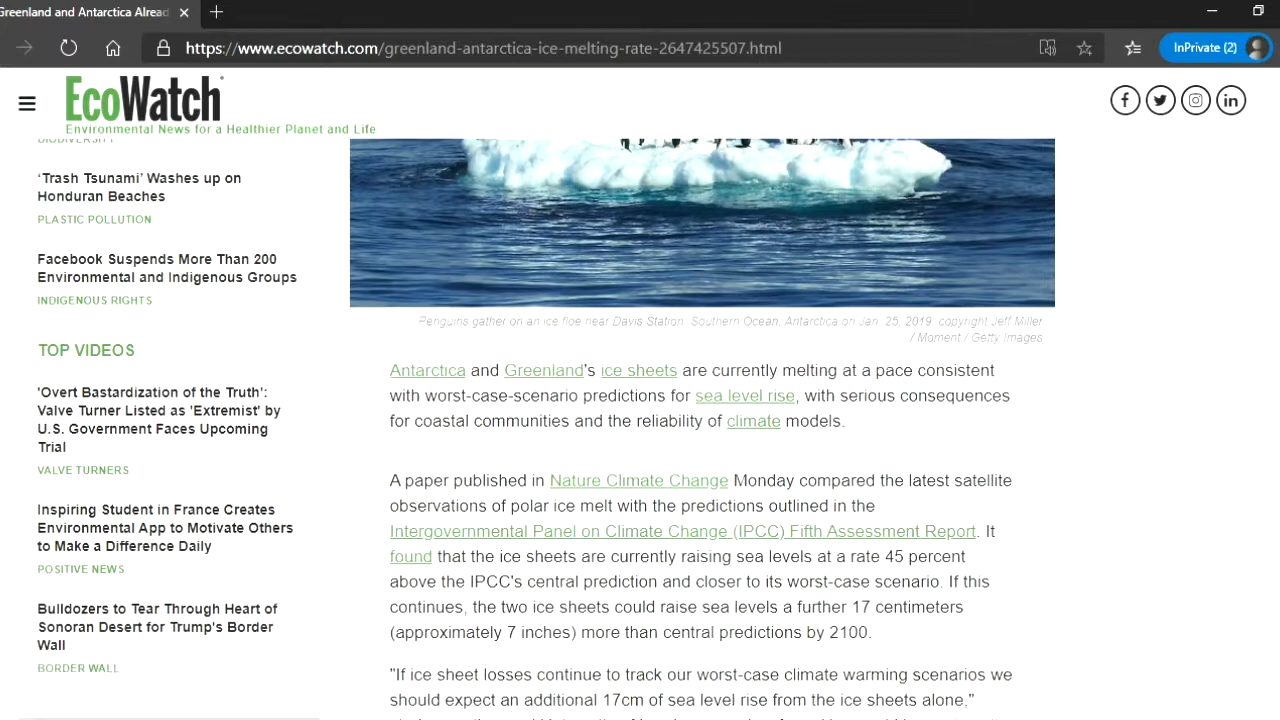 Greenland and Antarctica Alread
https://www.ecowatch.com/greenland-antarctica-ice-melting-rate-2647425507.html
InPrivate (2)
EcoWatch
Environmental News for a Healthier Planet and Life
BIODIVERSITY
‘Trash Tsunami’ Washes up on
Honduran Beaches
PLASTIC POLLUTION
Facebook Suspends More Than 200
Environmental and Indigenous Groups
INDIGENOUS RIGHTS
TOP VIDEOS
'Overt Bastardization of the Truth':
Valve Turner Listed as 'Extremist' by
U.S. Government Faces Upcoming
Trial
VALVE TURNERS
Inspiring Student in France Creates
Environmental App to Motivate Others
to Make a Difference Daily
POSITIVE NEWS
Bulldozers to Tear Through Heart of
Sonoran Desert for Trump's Border
Wall
BORDER WALL
Penguins gather on an ice floe near Davis Station, Southern Ocean, Antarctica on Jan. 25, 2019. copyright Jeff Miller
/ Moment / Getty Images
Antarctica and Greenland's ice sheets are currently melting at a pace consistent
with worst-case-scenario predictions for sea level rise, with serious consequences
for coastal communities and the reliability of climate models.
A paper published in Nature Climate Change Monday compared the latest satellite
observations of polar ice melt with the predictions outlined in the
Intergovernmental Panel on Climate Change (IPCC) Fifth Assessment Report. It
found that the ice sheets are currently raising sea levels at a rate 45 percent
above the IPCC's central prediction and closer to its worst-case scenario. If this
continues, the two ice sheets could raise sea levels a further 17 centimeters
(approximately 7 inches) more than central predictions by 2100.
"If ice sheet losses continue to track our worst-case climate warming scenarios we
should expect an additional 17cm of sea level rise from the ice sheets alone,"